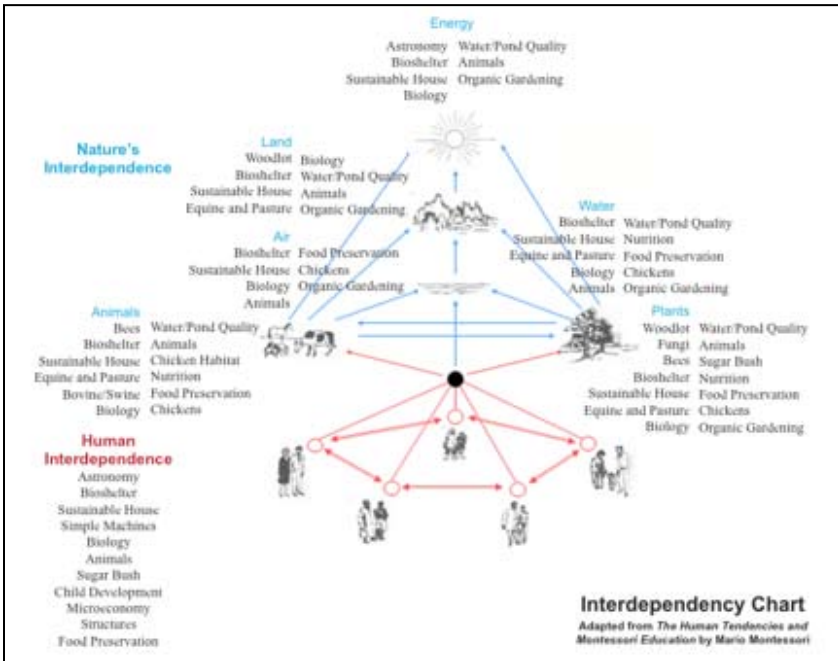 Energy
Astronomy Water/Pond Quality
Bioshelter Animals
Sustainable House Organic Gardening
Biology
Nature's
Interdependence
Land
Woodlot Biology
Bioshelter Water/Pond Quality
Sustainable House Animals
Equine and Pasture Organic Gardening
Water
Bioshelter Water/Pond Quality
Sustainable House Nutrition
Equine and Pasture Food Preservation
Biology Chickens
Animals Organic Gardening
Air
Bioshelter Food Preservation
Sustainable House Chickens
Biology Organic Gardening
Animals
Animals
Bees Water/Pond Quality
Bioshelter Animals
Sustainable House Chicken Habitat
Equine and Pasture Nutrition
Bovine/Swine Food Preservation
Biology Chickens
Plants
Woodlot Water/Pond Quality
Fungi Animals
Bees Sugar Bush
Bioshelter Nutrition
Sustainable House Food Preservation
Equine and Pasture Chickens
Biology Organic Gardening
Human
Interdependence
Astronomy
Bioshelter
Sustainable House
Simple Machines
Biology
Animals
Sugar Bush
Child Development
Microeconomy
Structures
Food Preservation
Interdependency Chart
Adapted from The Human Tendencies and
Montessori Education by Mario Montessori